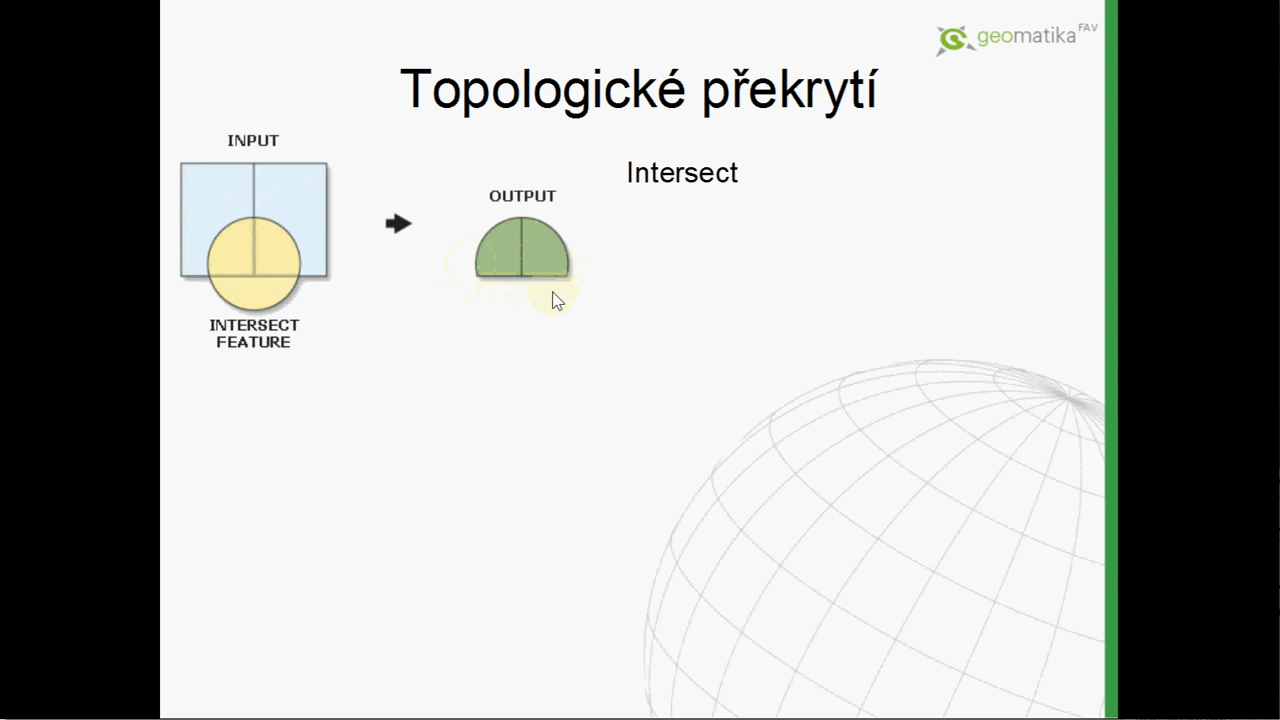 geomatika FAV
Topologické překrytí
INPUT
Intersect
OUTPUT
INTERSECT
FEATURE